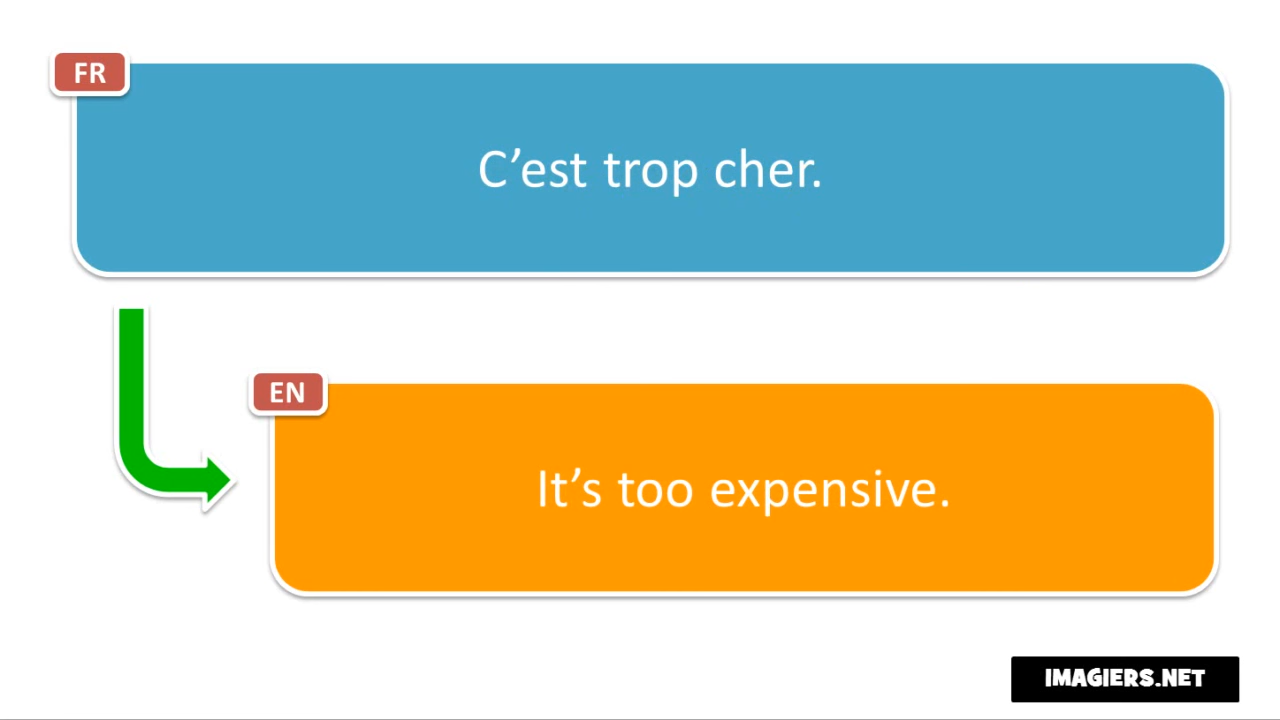 FR
C’est trop cher.
EN
It’s too expensive.
IMAGIERS.NET